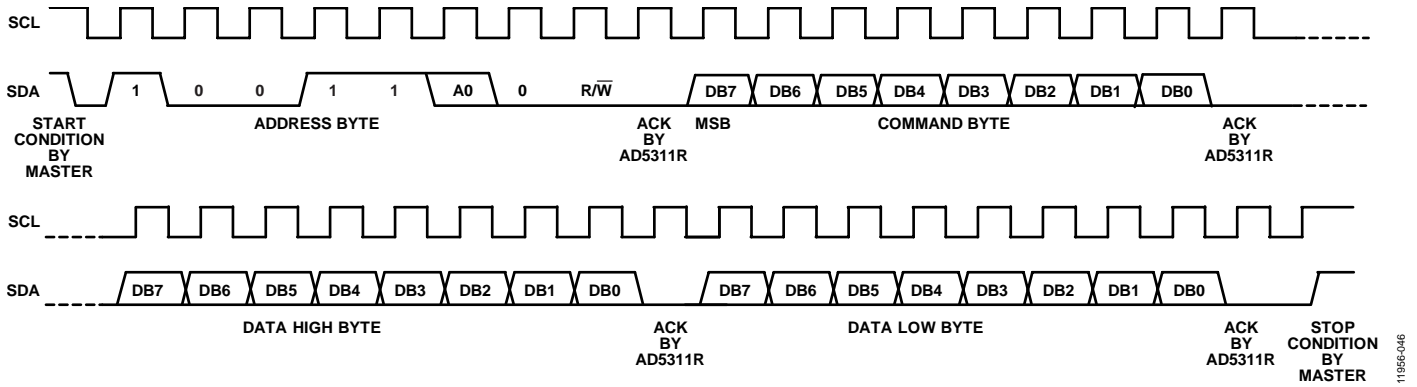 SCL
SDA 1 0 0 1 1 A0 0 R/W̅ DB7 DB6 DB5 DB4 DB3 DB2 DB1 DB0
START CONDITION BY MASTER
ADDRESS BYTE
ACK BY AD5311R
MSB
COMMAND BYTE
ACK BY AD5311R
SCL
SDA DB7 DB6 DB5 DB4 DB3 DB2 DB1 DB0 DB7 DB6 DB5 DB4 DB3 DB2 DB1 DB0
DATA HIGH BYTE
ACK BY AD5311R
DATA LOW BYTE
ACK BY AD5311R
STOP CONDITION BY MASTER
11956-046